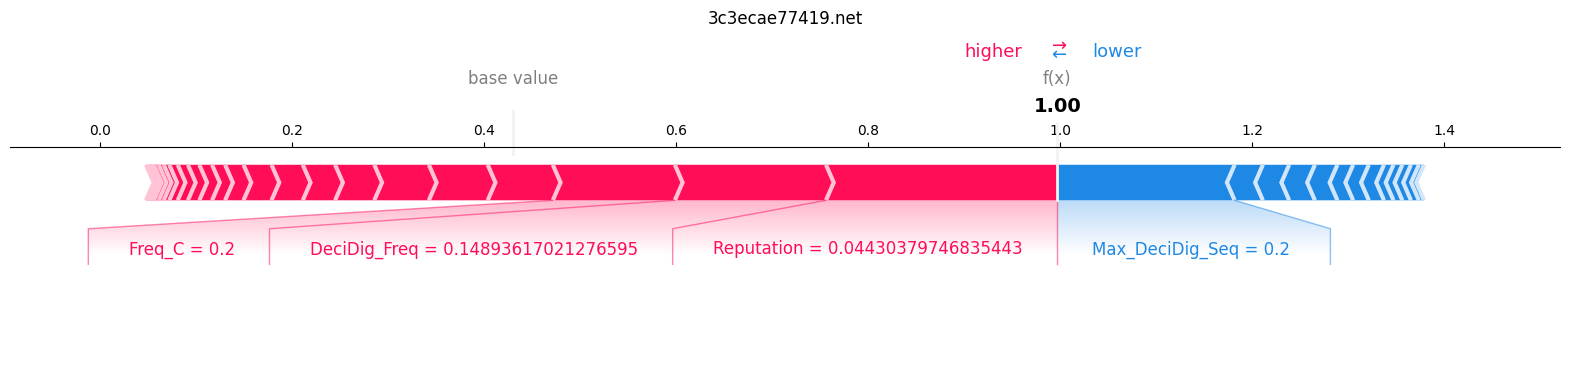 3c3ecae77419.net
higher → ← lower
base value f(x)
1.00
0.0 0.2 0.4 0.6 0.8 1.0 1.2 1.4
Freq_C = 0.2 DeciDig_Freq = 0.14893617021276595 Reputation = 0.04430379746835443 Max_DeciDig_Seq = 0.2